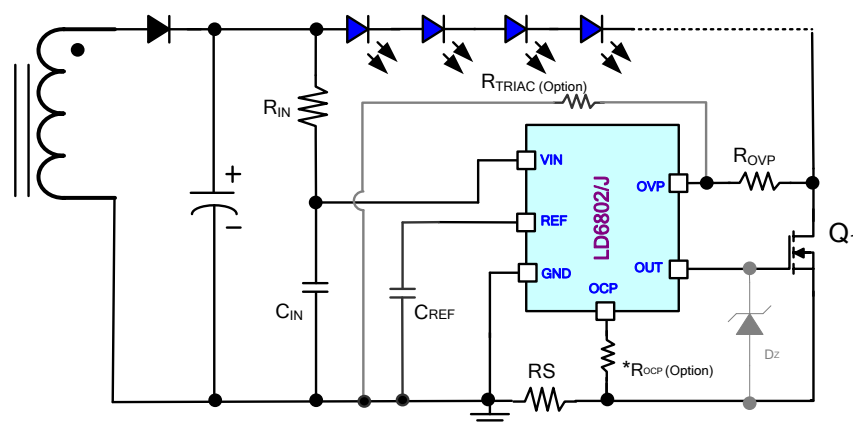 RTRIAC (Option)
RIN
VIN
ROVP
OVP
LD6802/J
+
REF
−
Q
GND
OUT
OCP
CIN
CREF
RS
*ROCP (Option)
DZ